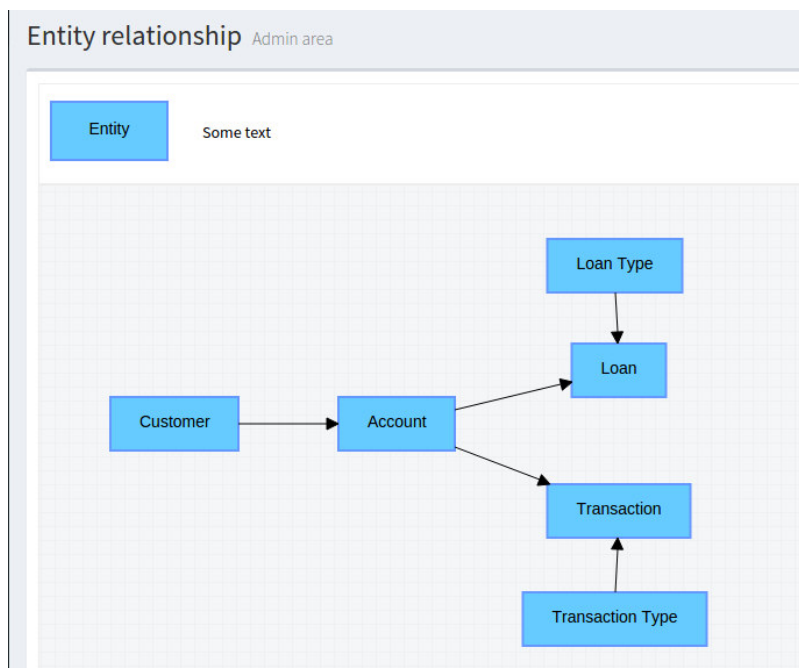 Entity relationship Admin area
Entity
Some text
Loan Type
Loan
Customer
Account
Transaction
Transaction Type